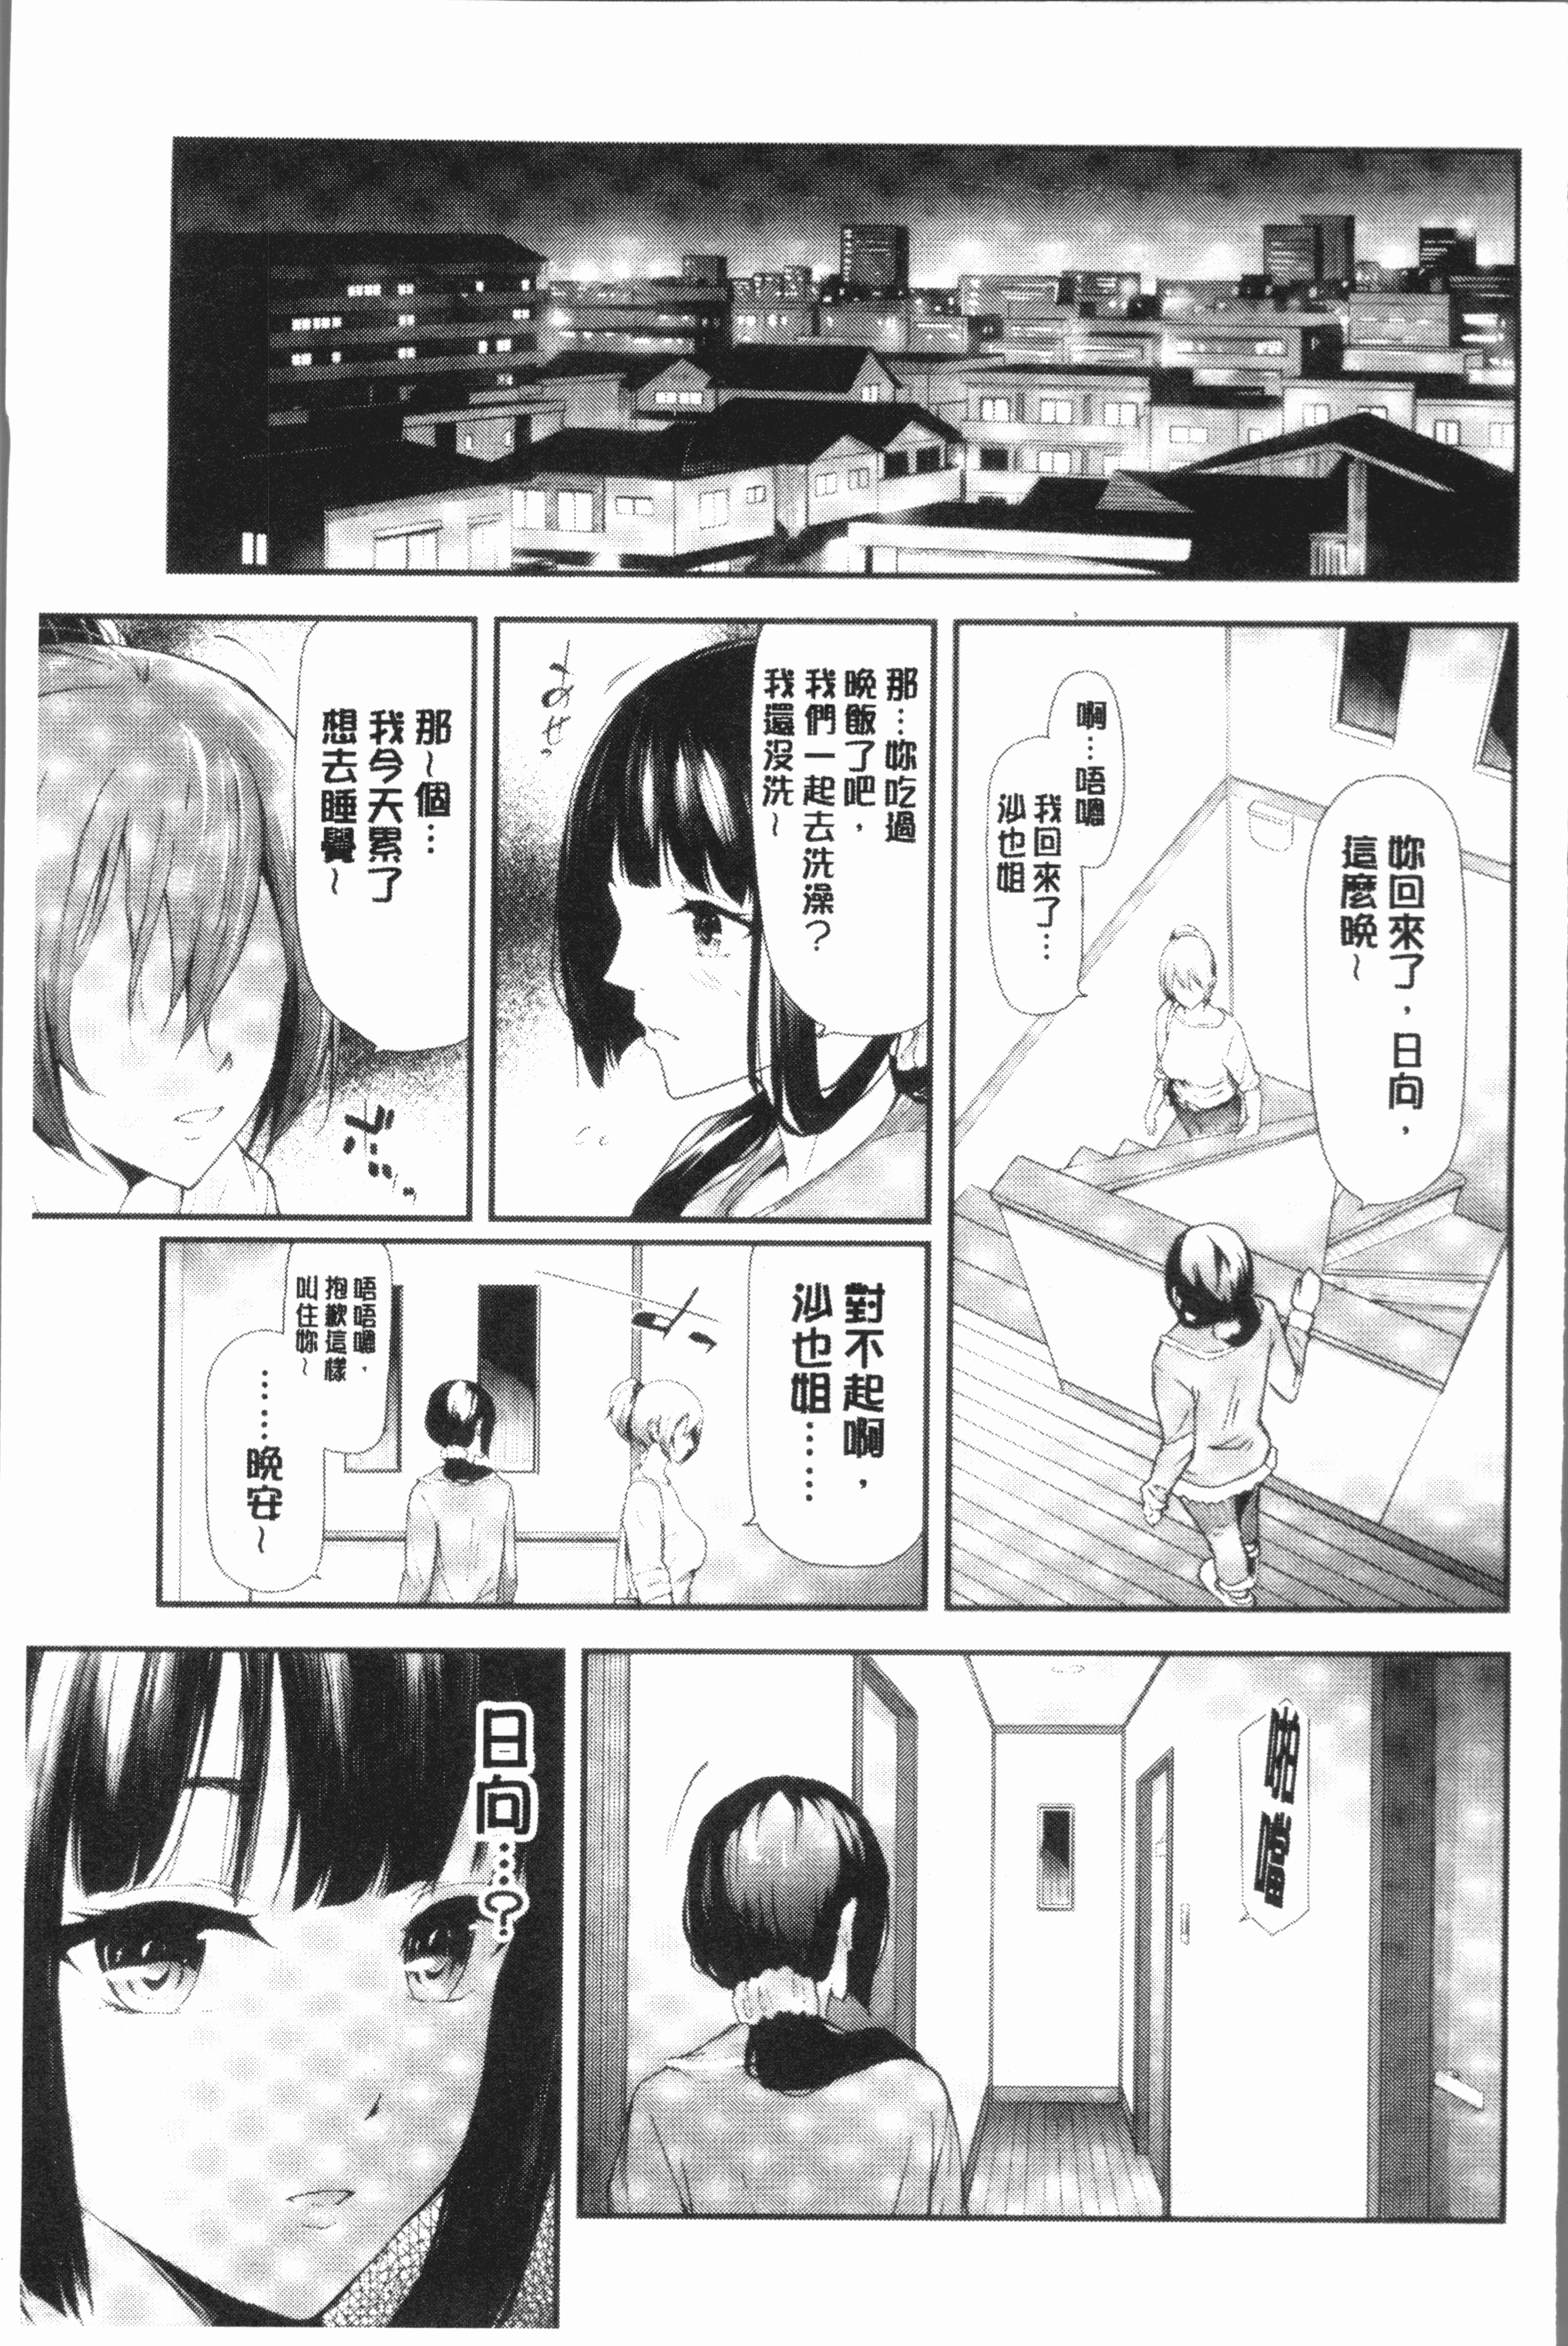 妳回來了，日向，
這麼晚～
啊…唔嗯
我回來了…
沙也姐
那…妳吃過
晚飯了吧，
我們一起去洗澡？
我還沒洗～
あせっ
那～個…
我今天累了
想去睡覺～
對不起啊，
沙也姐……
唔唔嗯，
抱歉這樣
叫住妳～
……晚安～
日向…？